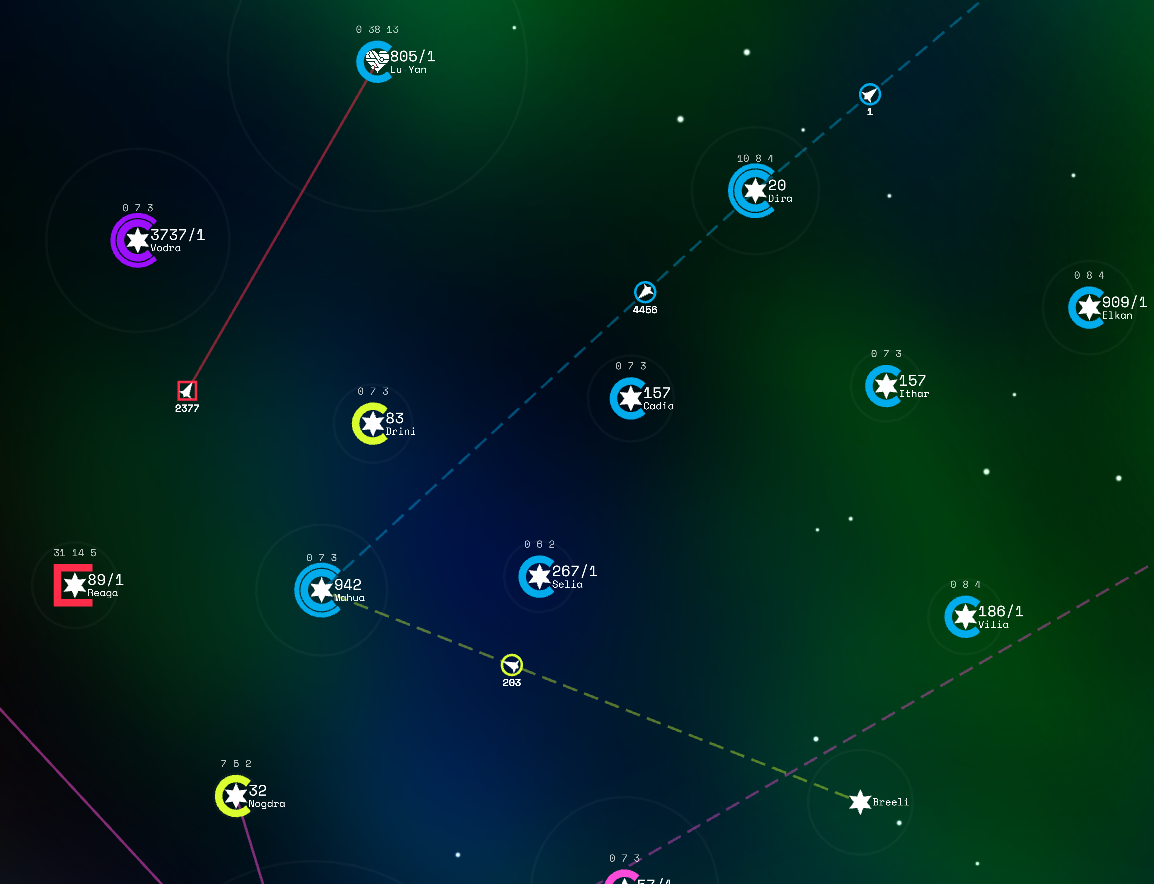 0 38 13
805/1
Lu Yan
1
10 8 4
20
Dira
0 7 3
3737/1
Vodra
0 8 4
909/1
Elkan
4456
0 7 3
157
Cadia
0 7 3
157
Ithar
2377
0 7 3
83
Drini
31 14 5
89/1
Reaga
0 7 3
942
Mahua
0 6 2
267/1
Selia
0 8 4
186/1
Vilia
203
7 6 2
32
Nogdra
Breeli
0 7 3